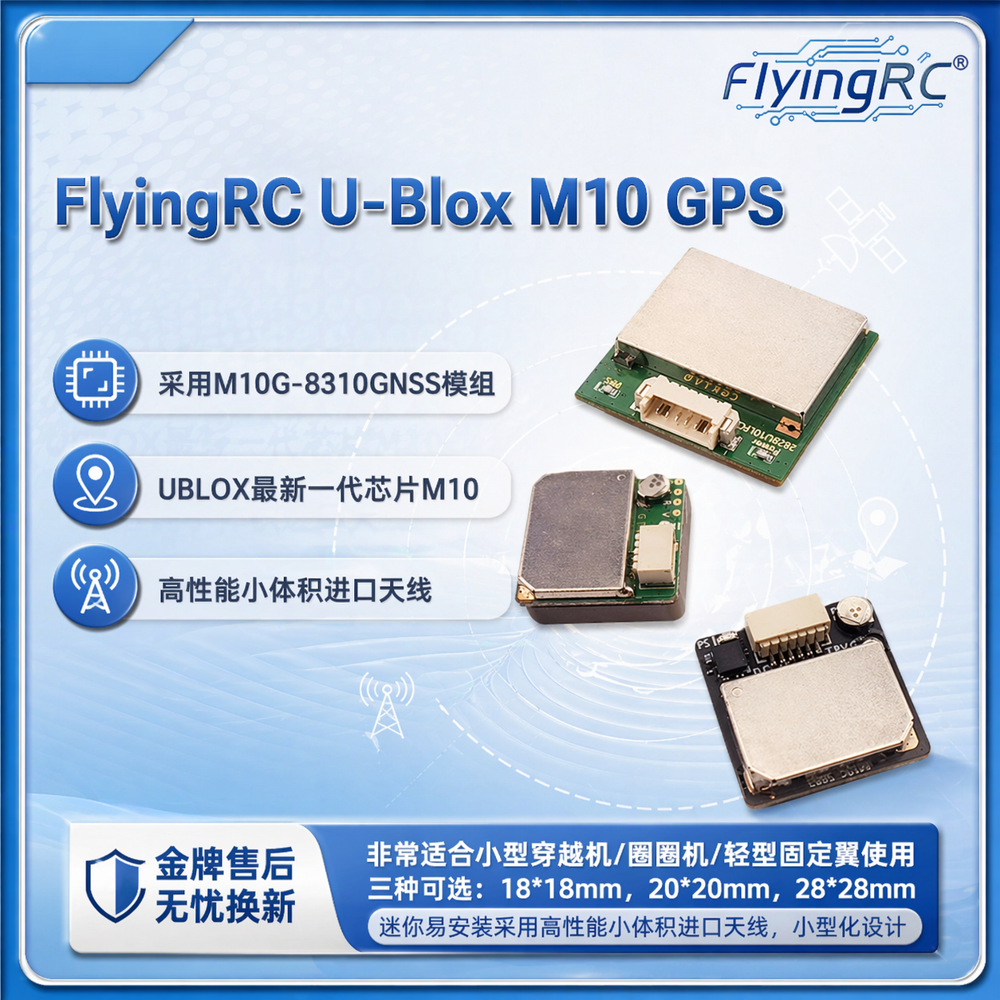 FlyingRC®
FlyingRC U-Blox M10 GPS
采用M10G-8310GNSS模组
UBLOX最新一代芯片M10
高性能小体积进口天线
金牌售后
无忧换新
非常适合小型穿越机/圈圈机/轻型固定翼使用
三种可选：18*18mm，20*20mm，28*28mm
迷你易安装采用高性能小体积进口天线，小型化设计